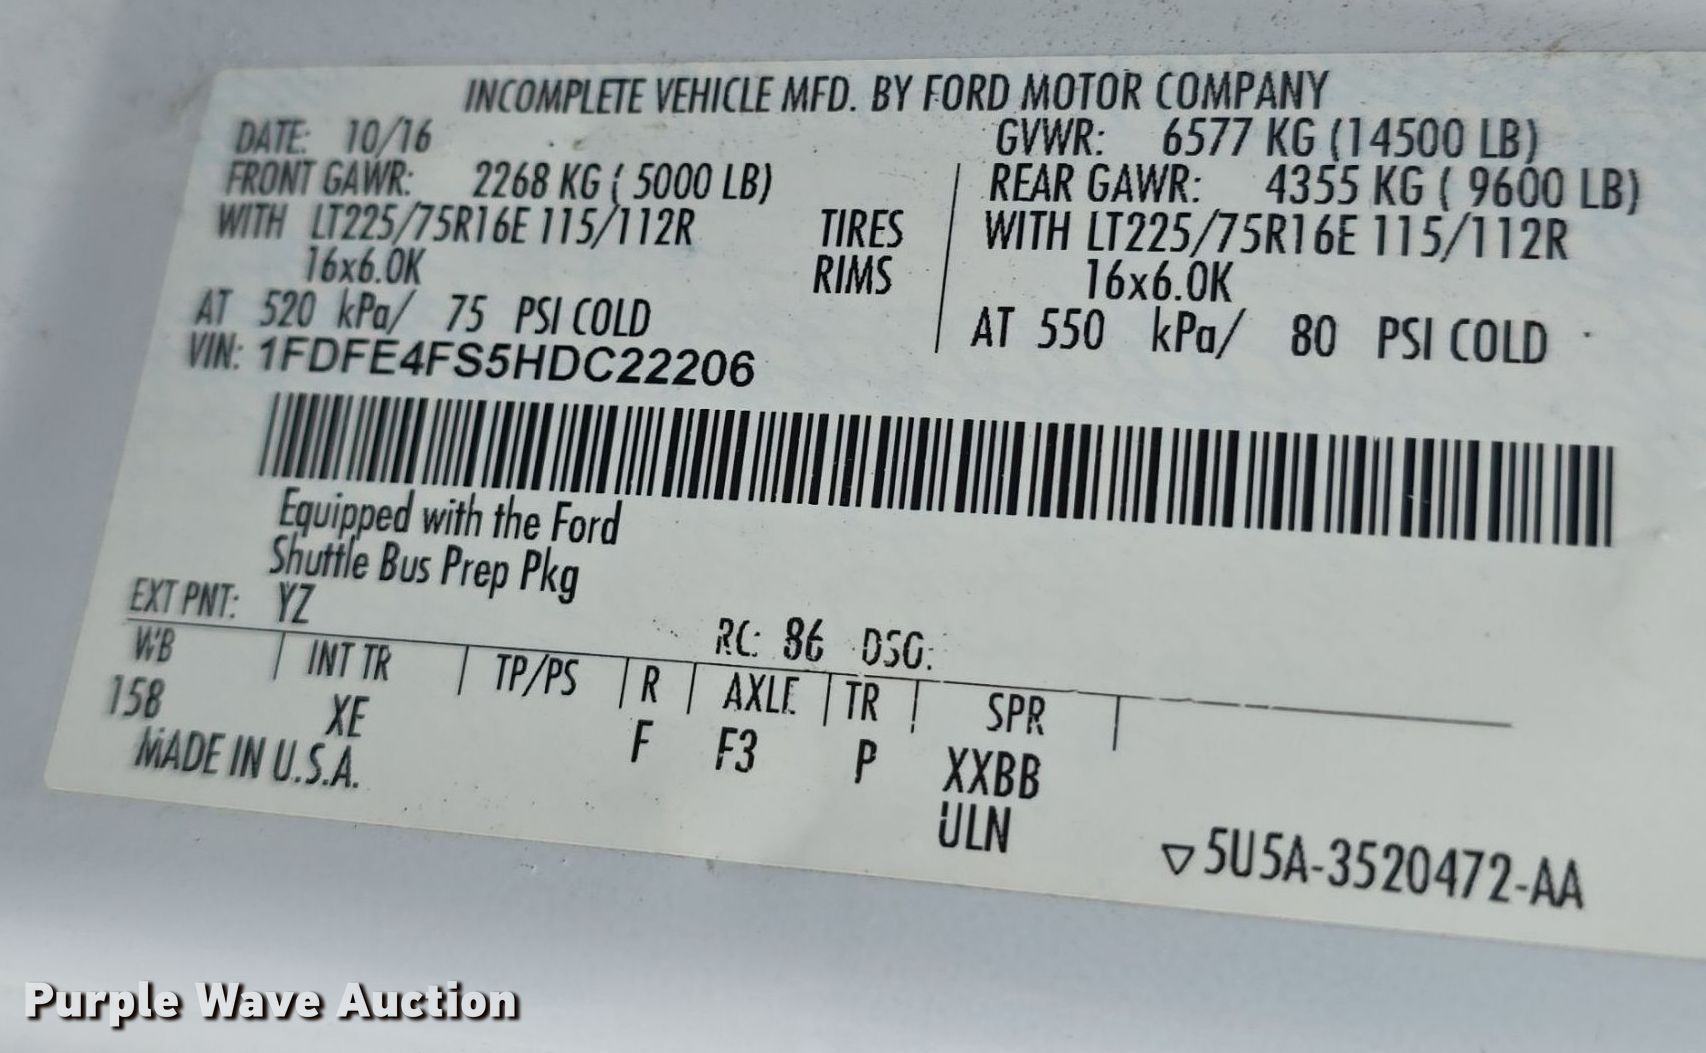 INCOMPLETE VEHICLE MFD. BY FORD MOTOR COMPANY
DATE: 10/16 GVWR: 6577 KG (14500 LB)
FRONT GAWR: 2268 KG ( 5000 LB) REAR GAWR: 4355 KG ( 9600 LB)
WITH LT225/75R16E 115/112R TIRES WITH LT225/75R16E 115/112R
16x6.0K RIMS 16x6.0K
AT 520 kPa/ 75 PSI COLD AT 550 kPa/ 80 PSI COLD
VIN: 1FDFE4FS5HDC22206
Equipped with the Ford
Shuttle Bus Prep Pkg
EXT PNT: YZ RC: 86 DSG:
WB INT TR TP/PS R AXLE TR SPR
158 XE F F3 P XXBB
MADE IN U.S.A. ULN
5U5A-3520472-AA
Purple Wave Auction